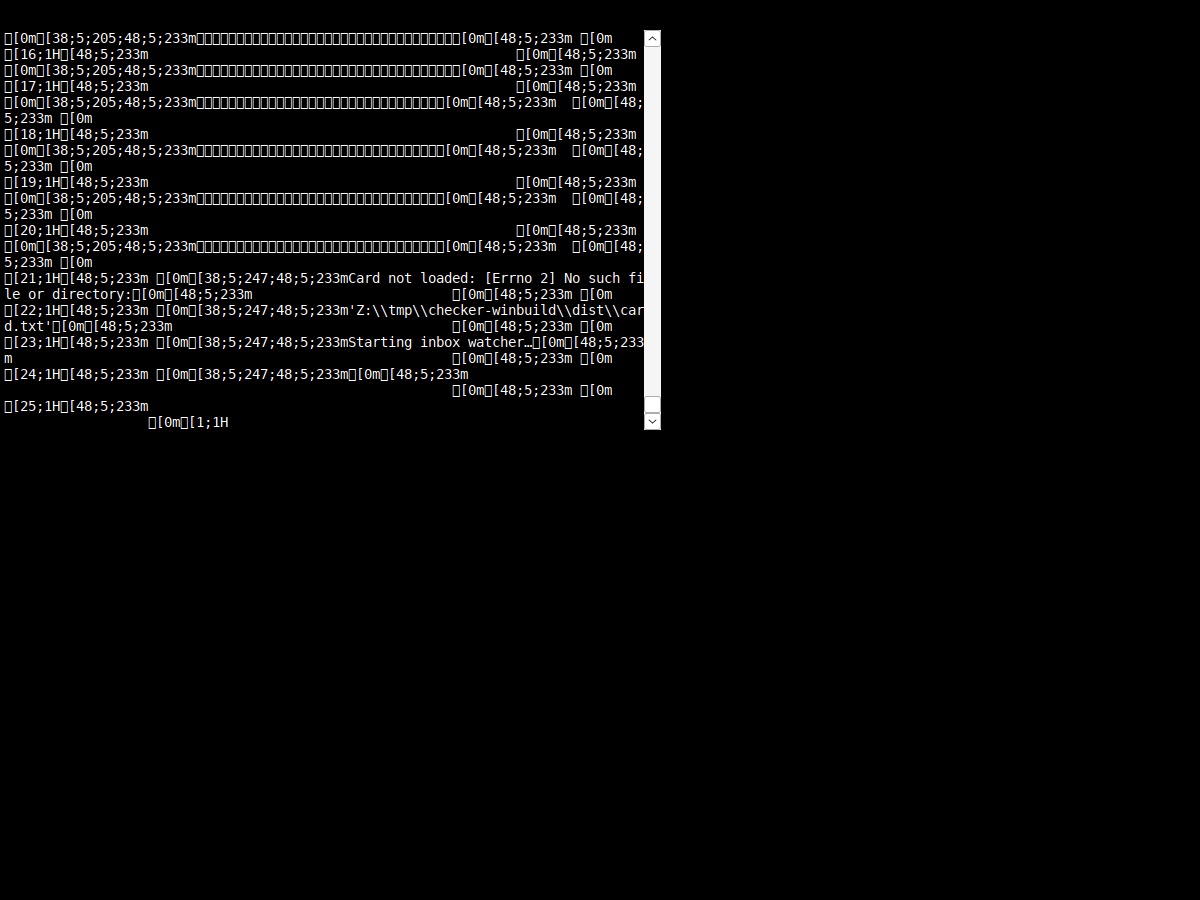 ▯[0m▯[38;5;205;48;5;233m▯▯▯▯▯▯▯▯▯▯▯▯▯▯▯▯▯▯▯▯▯▯▯▯▯▯▯▯▯▯▯▯▯[0m▯[48;5;233m ▯[0m
▯[16;1H▯[48;5;233m                                              ▯[0m▯[48;5;233m
▯[0m▯[38;5;205;48;5;233m▯▯▯▯▯▯▯▯▯▯▯▯▯▯▯▯▯▯▯▯▯▯▯▯▯▯▯▯▯▯▯▯▯[0m▯[48;5;233m ▯[0m
▯[17;1H▯[48;5;233m                                              ▯[0m▯[48;5;233m
▯[0m▯[38;5;205;48;5;233m▯▯▯▯▯▯▯▯▯▯▯▯▯▯▯▯▯▯▯▯▯▯▯▯▯▯▯▯▯▯▯[0m▯[48;5;233m  ▯[0m▯[48;
5;233m ▯[0m
▯[18;1H▯[48;5;233m                                              ▯[0m▯[48;5;233m
▯[0m▯[38;5;205;48;5;233m▯▯▯▯▯▯▯▯▯▯▯▯▯▯▯▯▯▯▯▯▯▯▯▯▯▯▯▯▯▯▯[0m▯[48;5;233m  ▯[0m▯[48;
5;233m ▯[0m
▯[19;1H▯[48;5;233m                                              ▯[0m▯[48;5;233m
▯[0m▯[38;5;205;48;5;233m▯▯▯▯▯▯▯▯▯▯▯▯▯▯▯▯▯▯▯▯▯▯▯▯▯▯▯▯▯▯▯[0m▯[48;5;233m  ▯[0m▯[48;
5;233m ▯[0m
▯[20;1H▯[48;5;233m                                              ▯[0m▯[48;5;233m
▯[0m▯[38;5;205;48;5;233m▯▯▯▯▯▯▯▯▯▯▯▯▯▯▯▯▯▯▯▯▯▯▯▯▯▯▯▯▯▯▯[0m▯[48;5;233m  ▯[0m▯[48;
5;233m ▯[0m
▯[21;1H▯[48;5;233m ▯[0m▯[38;5;247;48;5;233mCard not loaded: [Errno 2] No such fi
le or directory:▯[0m▯[48;5;233m                         ▯[0m▯[48;5;233m ▯[0m
▯[22;1H▯[48;5;233m ▯[0m▯[38;5;247;48;5;233m'Z:\\tmp\\checker-winbuild\\dist\\car
d.txt'▯[0m▯[48;5;233m                                   ▯[0m▯[48;5;233m ▯[0m
▯[23;1H▯[48;5;233m ▯[0m▯[38;5;247;48;5;233mStarting inbox watcher…▯[0m▯[48;5;233
m                                                       ▯[0m▯[48;5;233m ▯[0m
▯[24;1H▯[48;5;233m ▯[0m▯[38;5;247;48;5;233m▯[0m▯[48;5;233m
                                                        ▯[0m▯[48;5;233m ▯[0m
▯[25;1H▯[48;5;233m
                  ▯[0m▯[1;1H